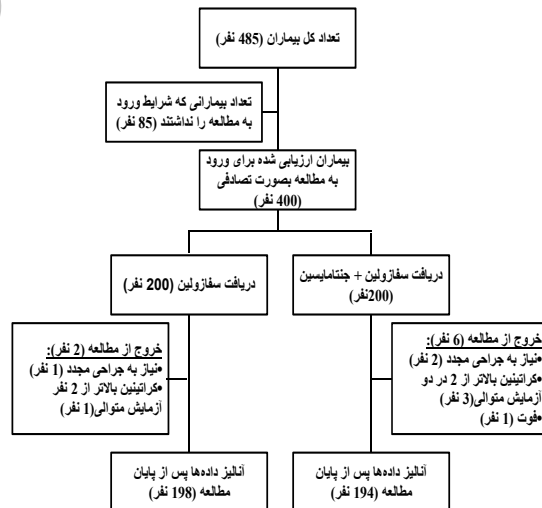 تعداد کل بیماران (485 نفر)
تعداد بیمارانی که شرایط ورود
به مطالعه را نداشتند (85 نفر)
بیماران ارزیابی شده برای ورود
به مطالعه بصورت تصادفی
(400 نفر)
دریافت سفازولین + جنتامایسین
(200نفر)
دریافت سفازولین (200 نفر)
خروج از مطالعه (6 نفر):
•نیاز به جراحی مجدد (2 نفر)
•کراتینین بالاتر از 2 در دو
آزمایش متوالی(3 نفر)
•فوت (1 نفر)
خروج از مطالعه (2 نفر):
•نیاز به جراحی مجدد (1 نفر)
•کراتینین بالاتر از 2 نفر
آزمایش متوالی(1 نفر)
آنالیز داده‌ها پس از پایان
مطالعه (194 نفر)
آنالیز داده‌ها پس از پایان
مطالعه (198 نفر)